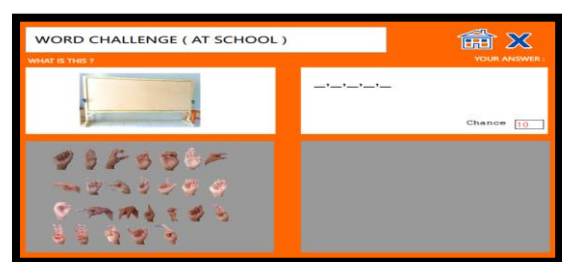 WORD CHALLENGE ( AT SCHOOL )
WHAT IS THIS ?
YOUR ANSWER :
_,_,_,_,_
Chance 10